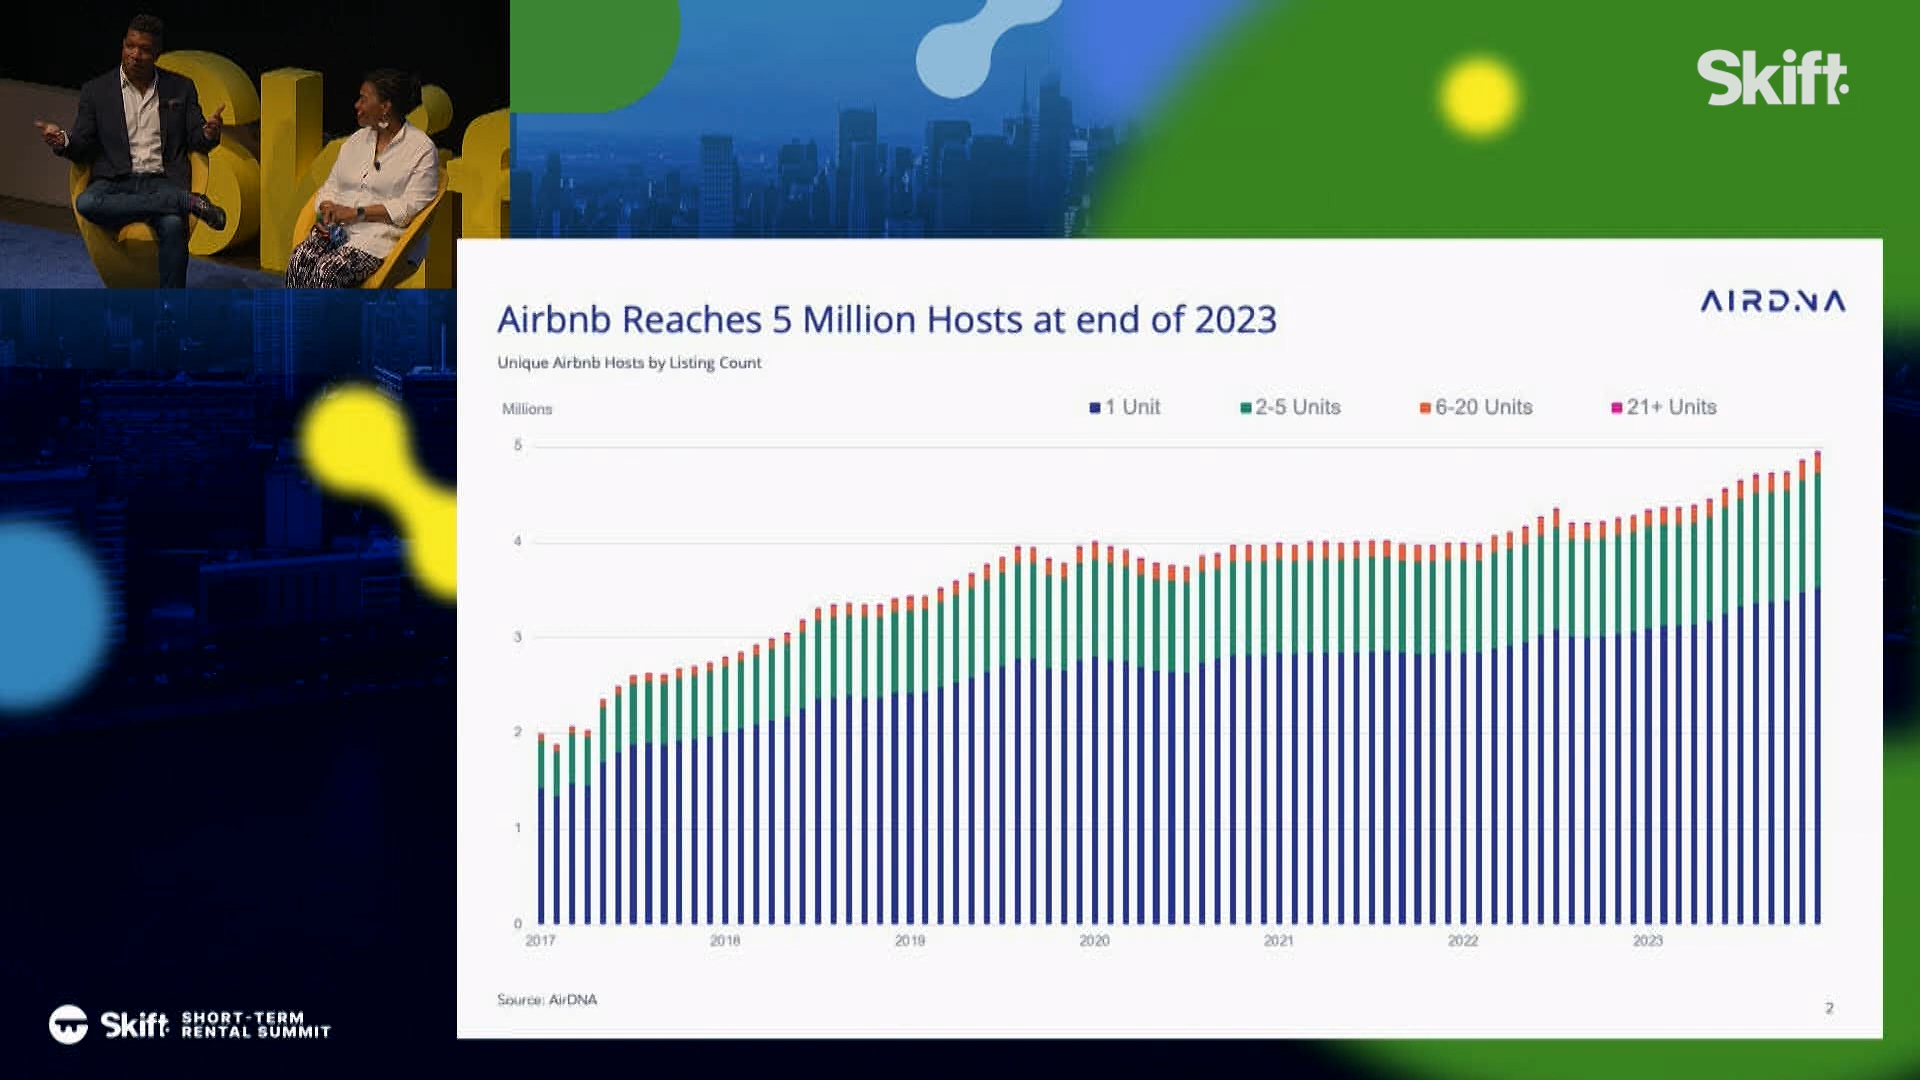 Skift
Skif
AIRDNA
Airbnb Reaches 5 Million Hosts at end of 2023
Unique Airbnb Hosts by Listing Count
Millions
1 Unit
2-5 Units
6-20 Units
21+ Units
5
4
3
2
1
0
2017
2018
2019
2020
2021
2022
2023
Source: AirDNA
2
Skift
SHORT-TERM
RENTAL SUMMIT